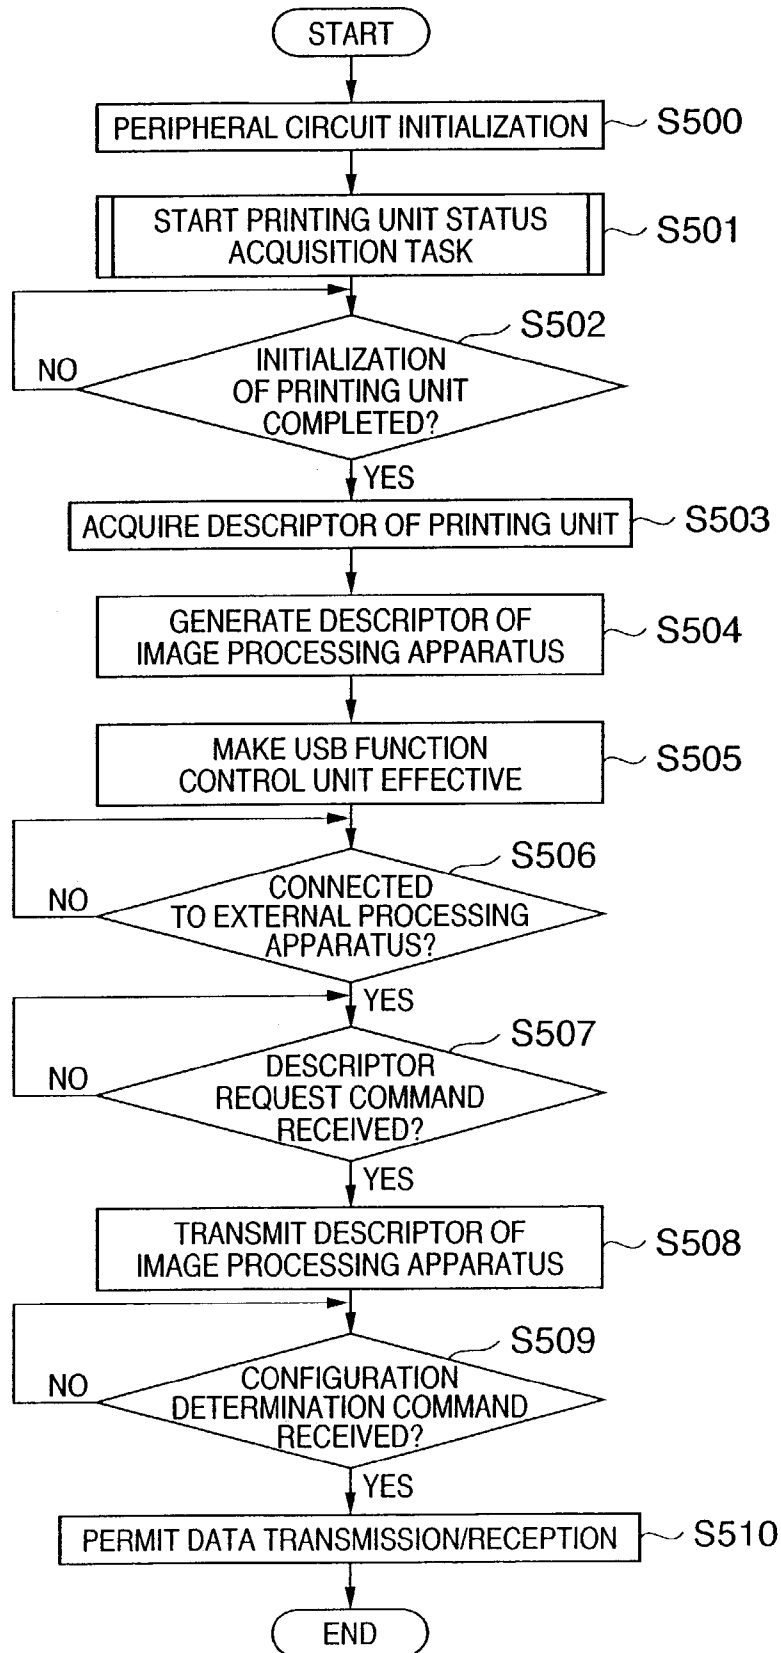 START
PERIPHERAL CIRCUIT INITIALIZATION
S500
START PRINTING UNIT STATUS
ACQUISITION TASK
S501
S502
INITIALIZATION
OF PRINTING UNIT
COMPLETED?
NO
YES
ACQUIRE DESCRIPTOR OF PRINTING UNIT
S503
GENERATE DESCRIPTOR OF
IMAGE PROCESSING APPARATUS
S504
MAKE USB FUNCTION
CONTROL UNIT EFFECTIVE
S505
S506
CONNECTED
TO EXTERNAL PROCESSING
APPARATUS?
NO
YES
S507
DESCRIPTOR
REQUEST COMMAND
RECEIVED?
NO
YES
TRANSMIT DESCRIPTOR OF
IMAGE PROCESSING APPARATUS
S508
S509
CONFIGURATION
DETERMINATION COMMAND
RECEIVED?
NO
YES
PERMIT DATA TRANSMISSION/RECEPTION
S510
END